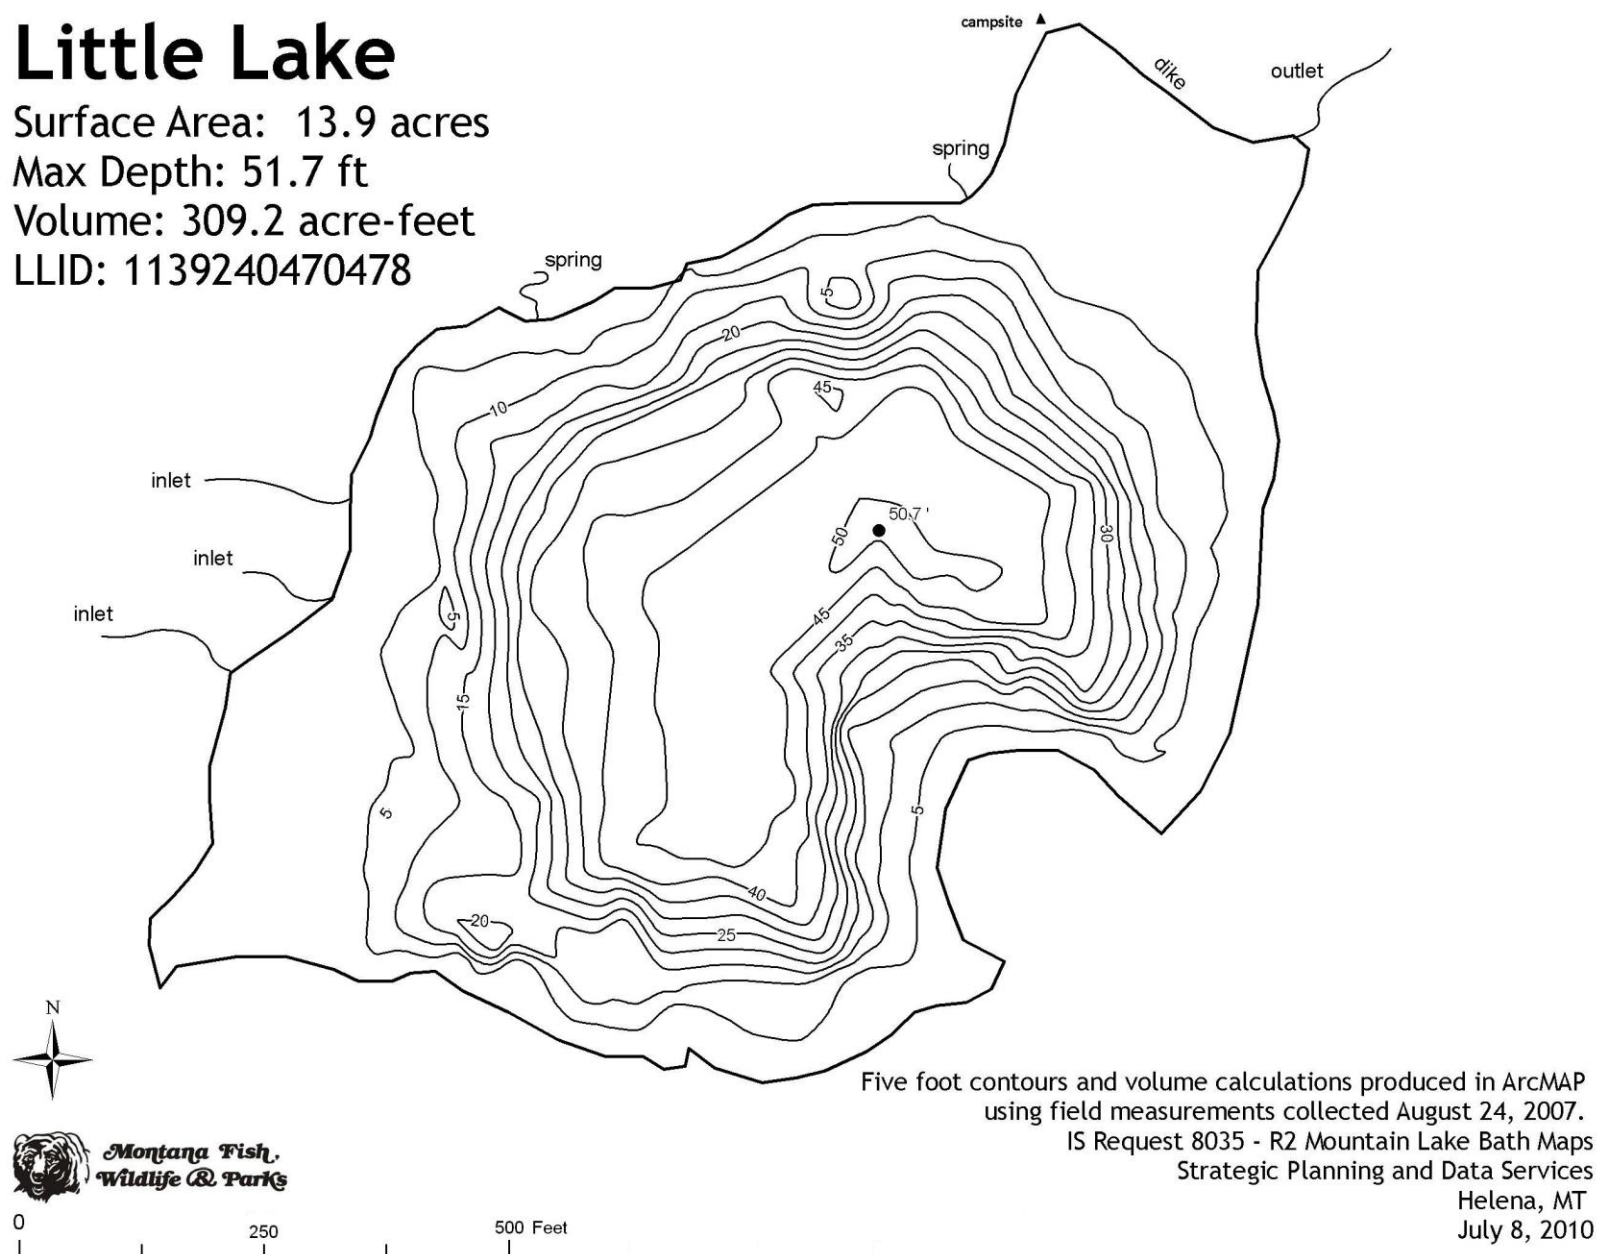 Little Lake
Surface Area: 13.9 acres
Max Depth: 51.7 ft
Volume: 309.2 acre-feet
LLID: 1139240470478
campsite
dike
outlet
spring
spring
5
20
45
10
inlet
30
50.7 '
50
inlet
5
inlet
45
35
15
5
5
40
20
25
N
Five foot contours and volume calculations produced in ArcMAP
using field measurements collected August 24, 2007.
IS Request 8035 - R2 Mountain Lake Bath Maps
Strategic Planning and Data Services
Helena, MT
July 8, 2010
Montana Fish,
Wildlife & Parks
0 250 500 Feet